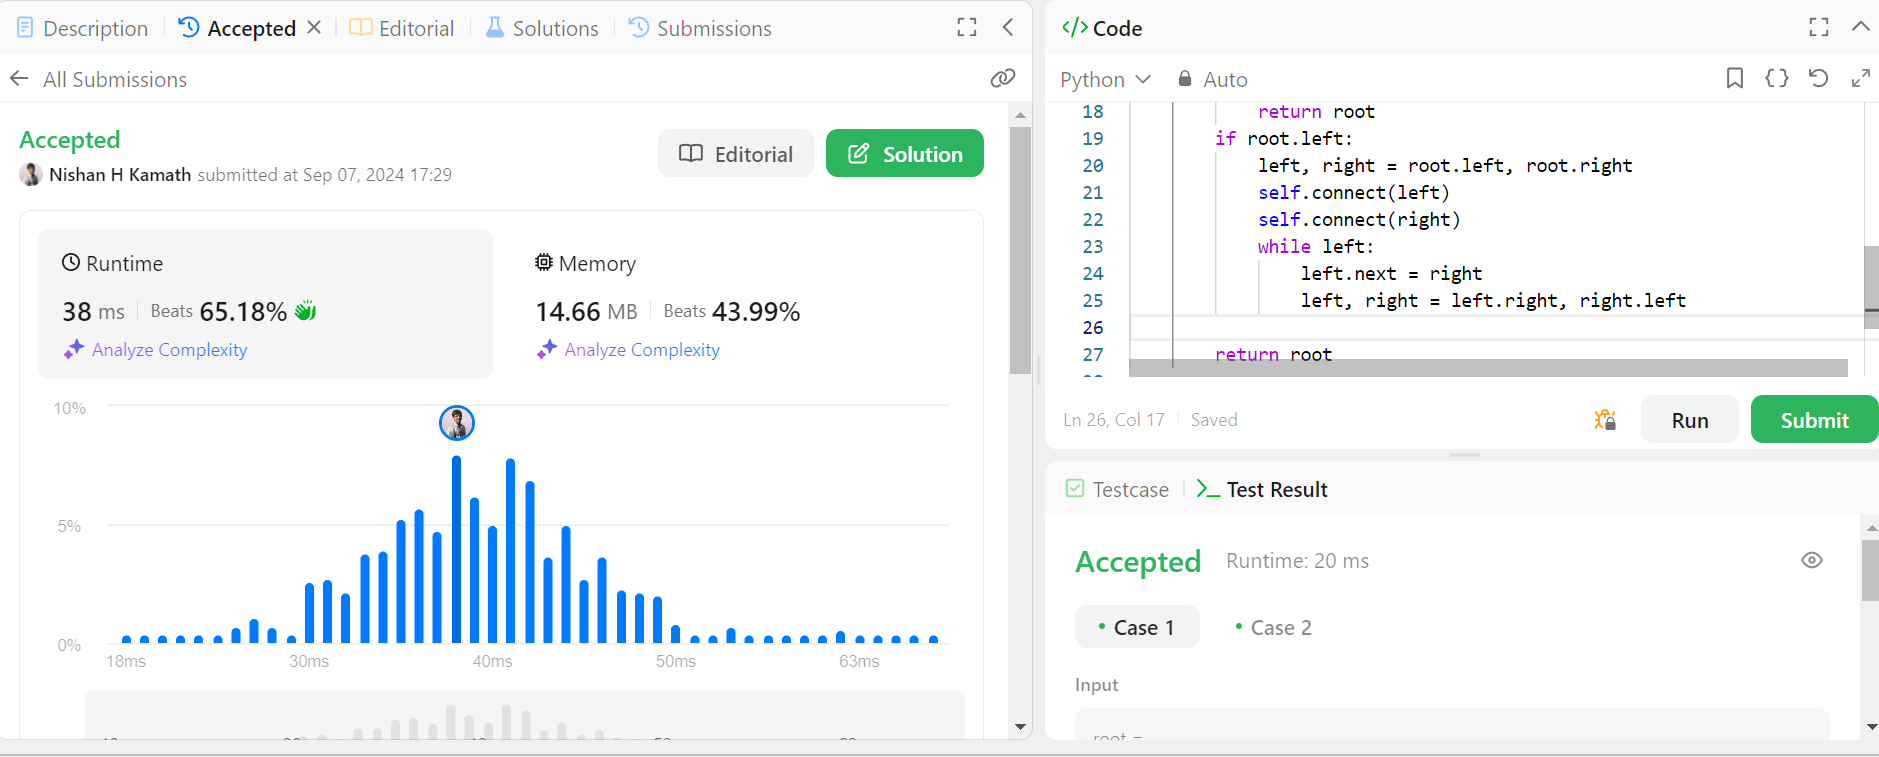 Description
Accepted
Editorial
Solutions
Submissions
All Submissions
Accepted
Nishan H Kamath submitted at Sep 07, 2024 17:29
Editorial
Solution
Runtime
38 ms
Beats 65.18%
Analyze Complexity
Memory
14.66 MB
Beats 43.99%
Analyze Complexity
10%
5%
0%
18ms
30ms
40ms
50ms
63ms
</> Code
Python
Auto
18 return root
19 if root.left:
20 left, right = root.left, root.right
21 self.connect(left)
22 self.connect(right)
23 while left:
24 left.next = right
25 left, right = left.right, right.left
26
27 return root
Ln 26, Col 17
Saved
Run
Submit
Testcase
Test Result
Accepted
Runtime: 20 ms
Case 1
Case 2
Input
root =